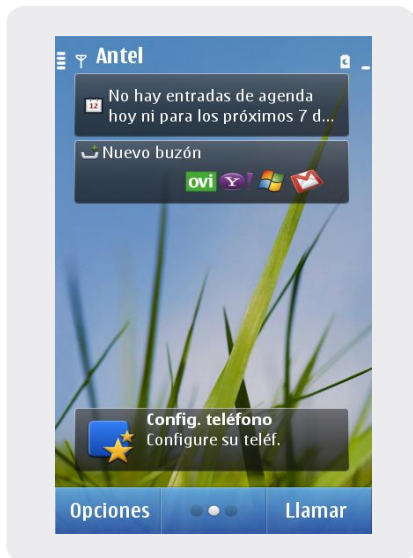 Antel
12
No hay entradas de agenda
hoy ni para los próximos 7 d...
Nuevo buzón
ovi Y!
Config. teléfono
Configure su teléf.
Opciones
Llamar